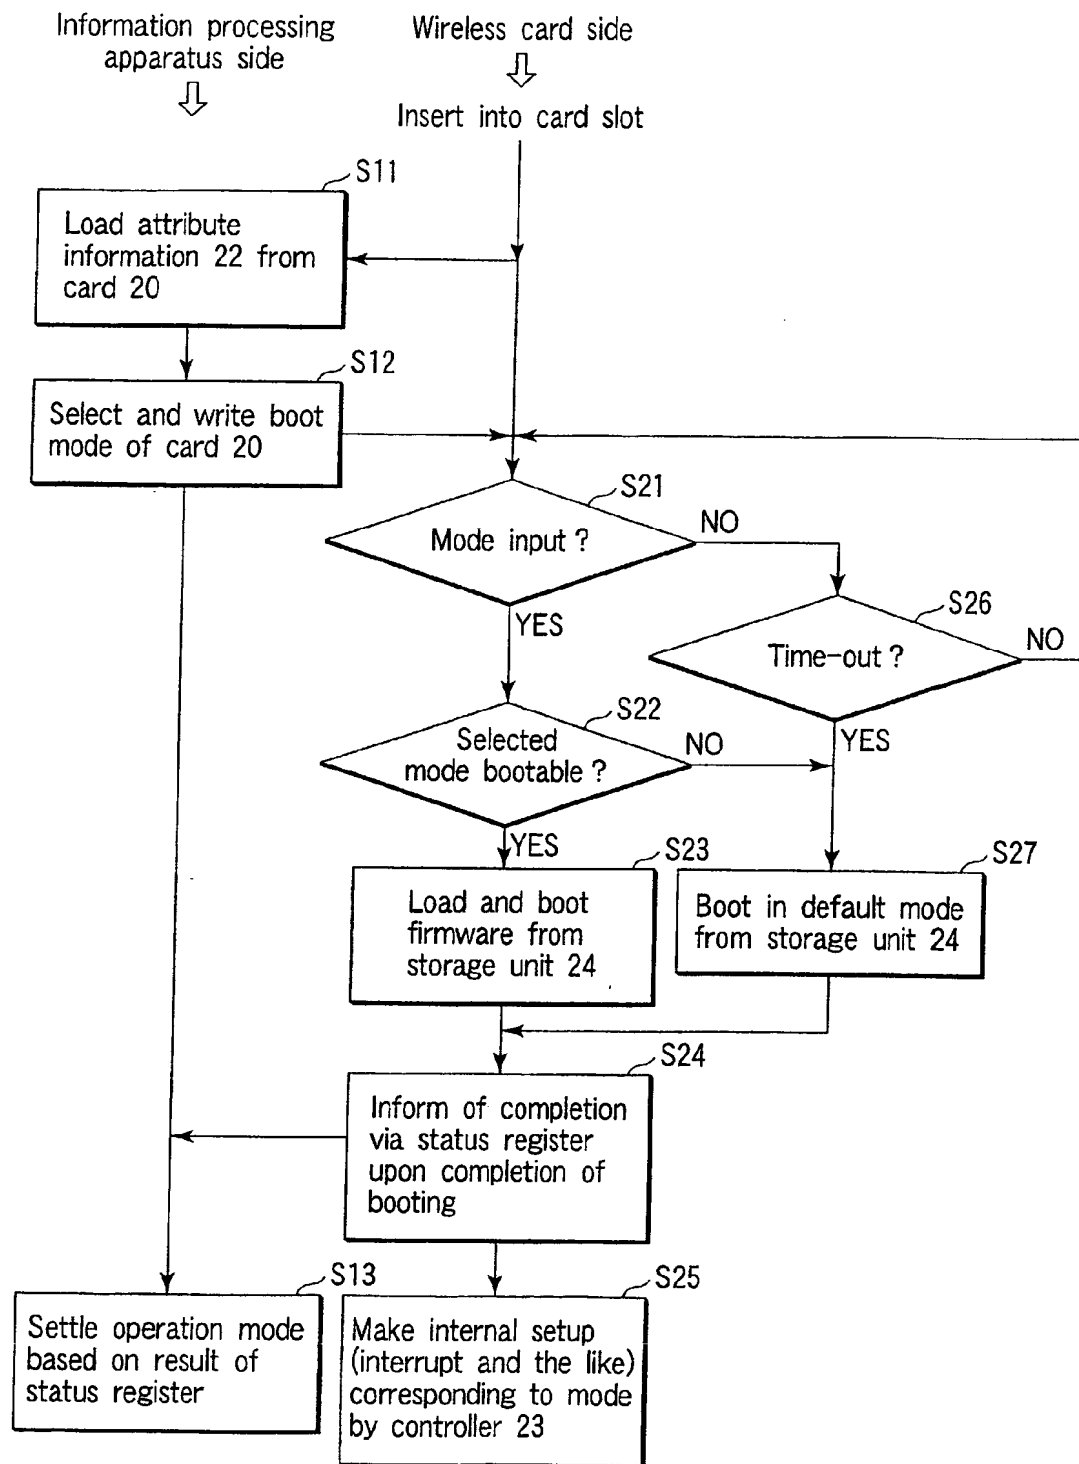 Information processing
apparatus side
Wireless card side
Insert into card slot
S11
Load attribute
information 22 from
card 20
S12
Select and write boot
mode of card 20
S21
Mode input ?
NO
YES
S26
Time-out ?
NO
YES
S22
Selected
mode bootable ?
NO
YES
S23
Load and boot
firmware from
storage unit 24
S27
Boot in default mode
from storage unit 24
S24
Inform of completion
via status register
upon completion of
booting
S13
Settle operation mode
based on result of
status register
S25
Make internal setup
(interrupt and the like)
corresponding to mode
by controller 23